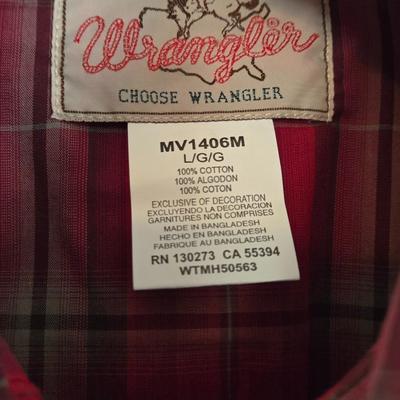 Wrangler
CHOOSE WRANGLER
MV1406M
L/G/G
100% COTTON
100% ALGODON
100% COTON
EXCLUSIVE OF DECORATION
EXCLUYENDO LA DECORACION
GARNITURES NON COMPRISES
MADE IN BANGLADESH
HECHO EN BANGLADESH
FABRIQUE AU BANGLADESH
RN 130273 CA 55394
WTMH50563